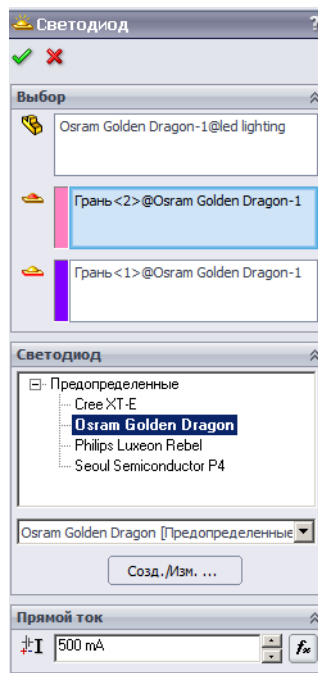 Светодиод
?
Выбор
Osram Golden Dragon-1@led lighting
Грань<2>@Osram Golden Dragon-1
Грань<1>@Osram Golden Dragon-1
Светодиод
Предопределенные
Cree XT-E
Osram Golden Dragon
Philips Luxeon Rebel
Seoul Semiconductor P4
Osram Golden Dragon [Предопределенные
Созд./Изм. ...
Прямой ток
I 500 mA fx